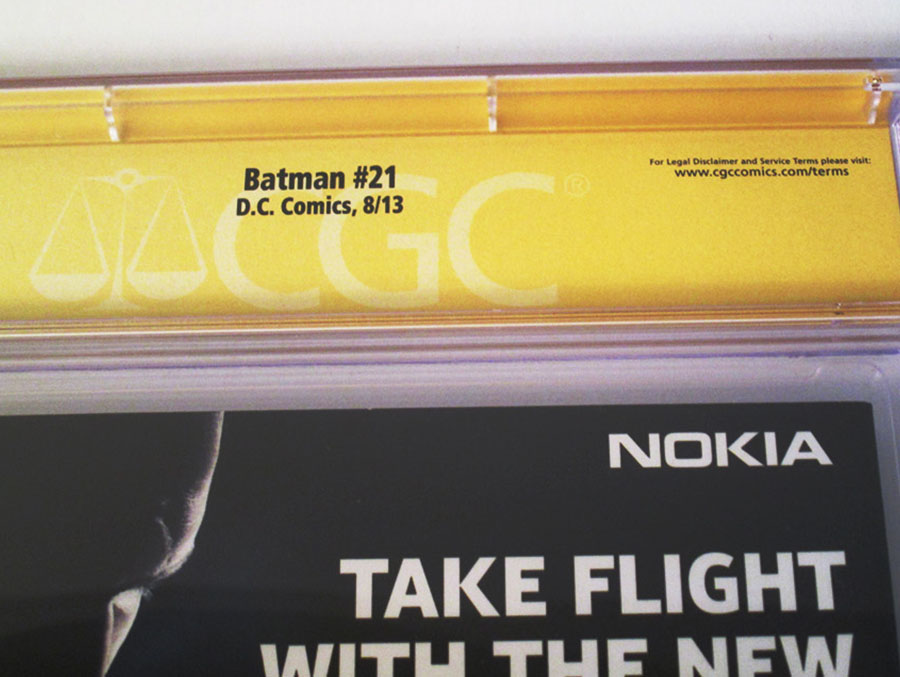 Batman #21
D.C. Comics, 8/13
For Legal Disclaimer and Service Terms please visit:
www.cgccomics.com/terms
CGC®
NOKIA
TAKE FLIGHT
WITH THE NEW